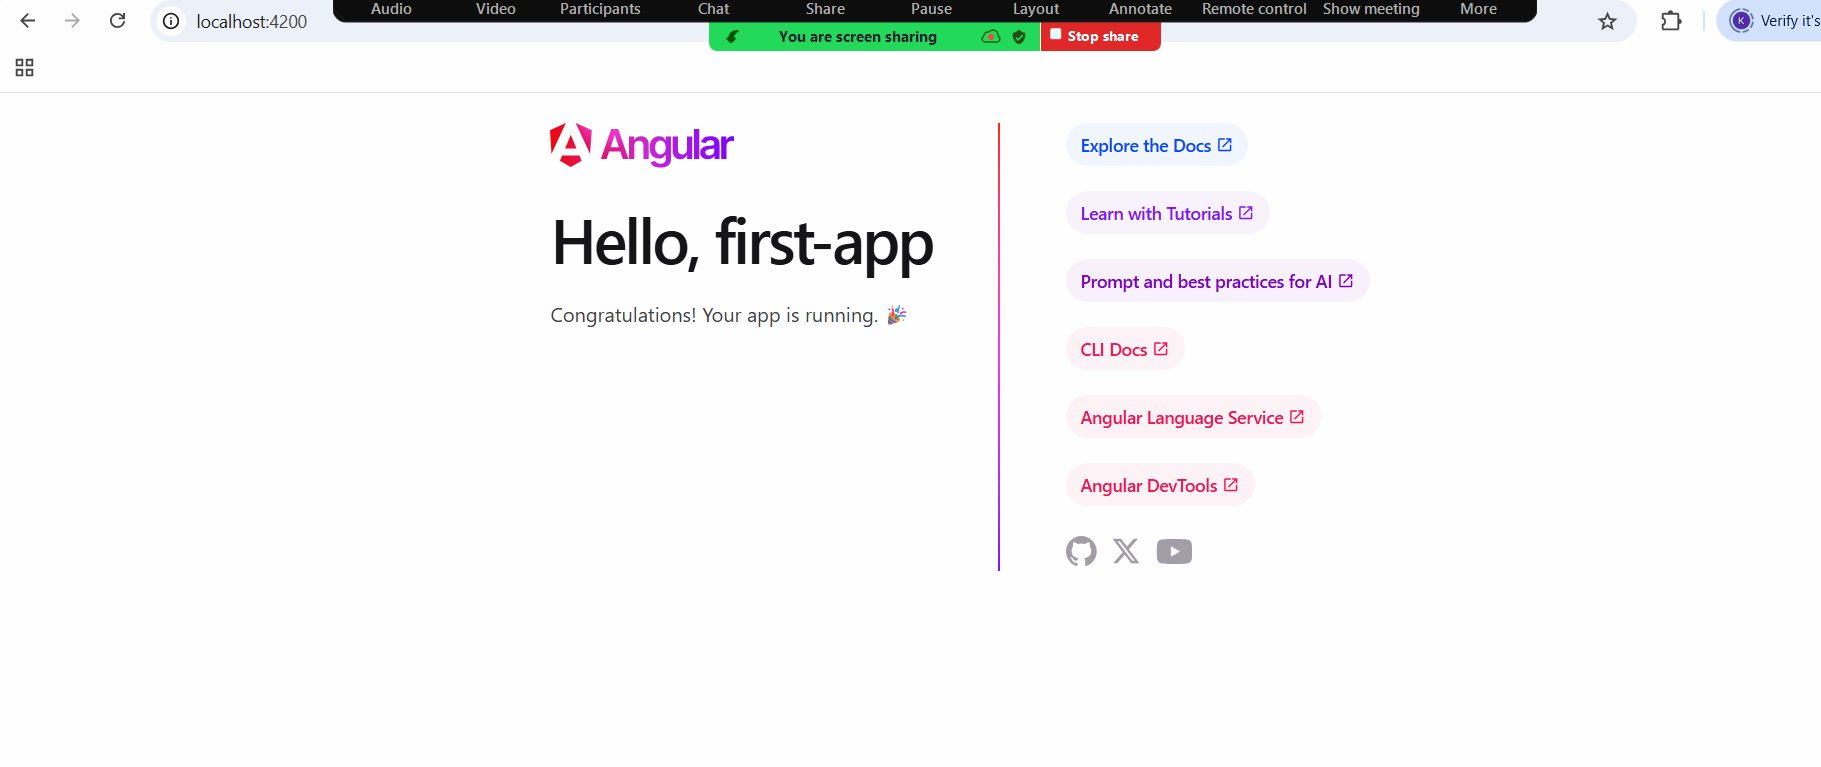 Audio Video Participants Chat Share Pause Layout Annotate Remote control Show meeting More
localhost:4200
Verify it's
K
You are screen sharing
Stop share
Angular
Hello, first-app
Congratulations! Your app is running. 🎉
Explore the Docs
Learn with Tutorials
Prompt and best practices for AI
CLI Docs
Angular Language Service
Angular DevTools